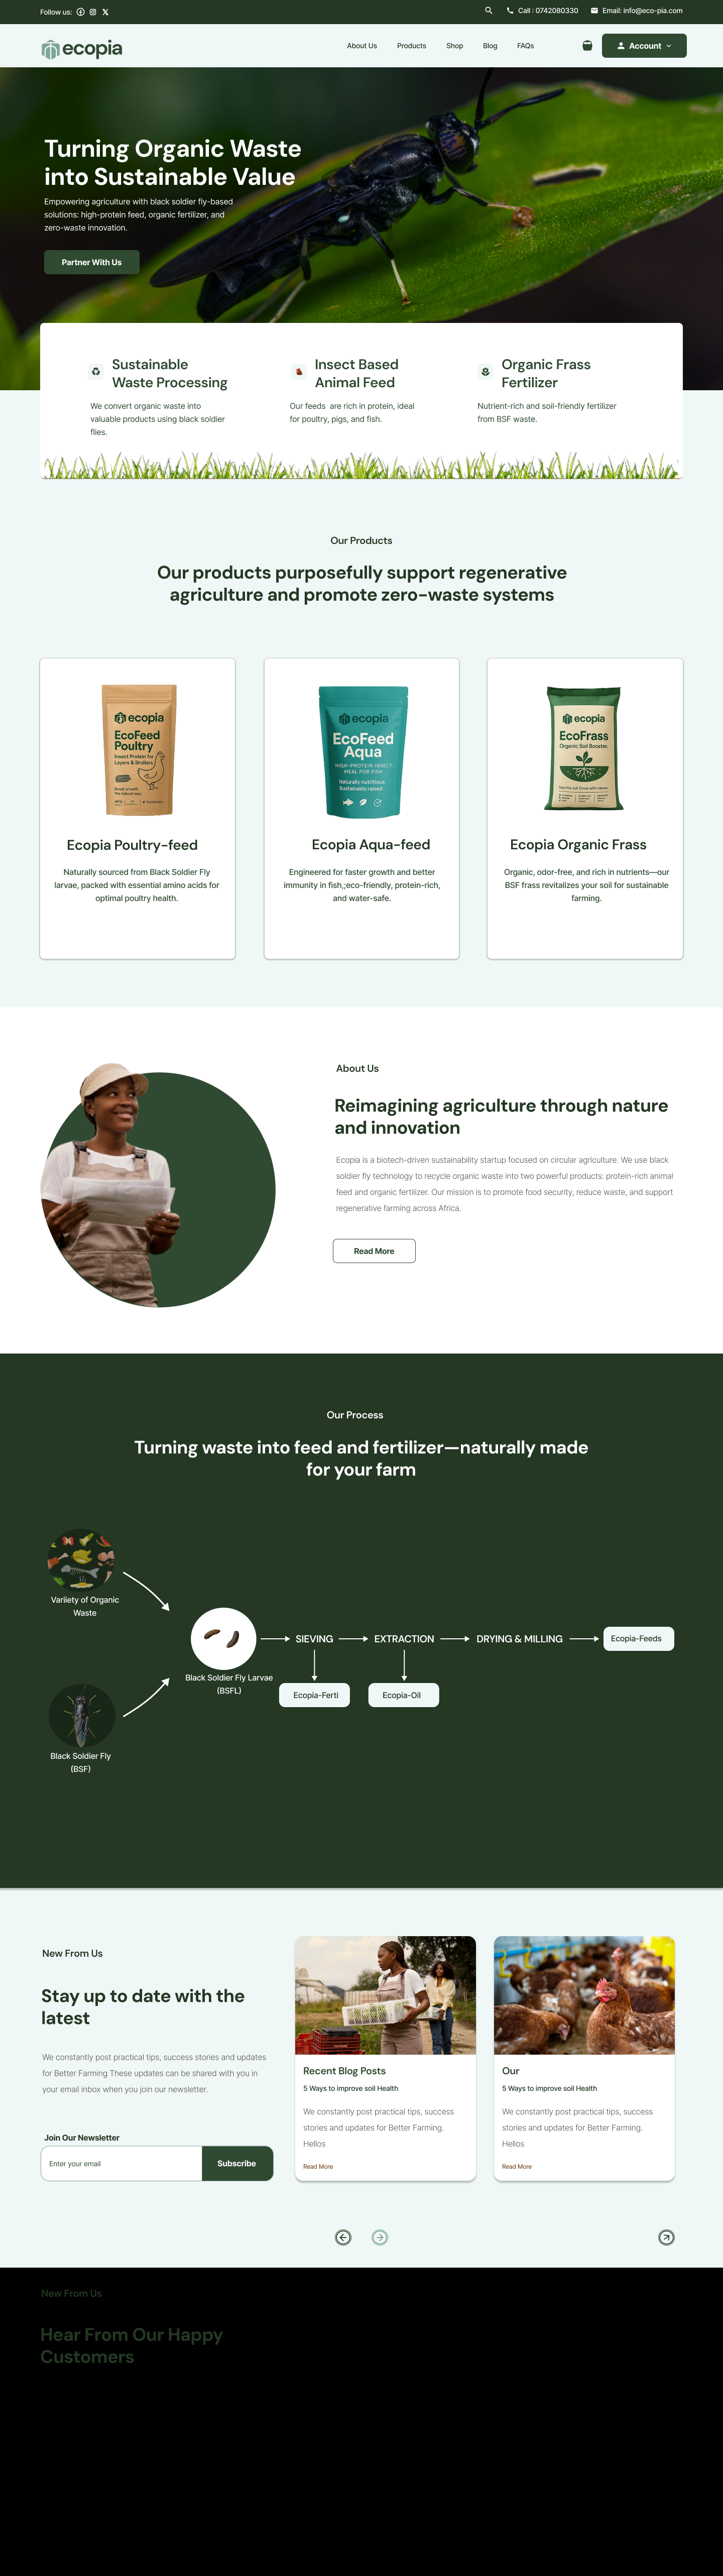 Follow us:
Call : 0742080330
Email: info@eco-pia.com
ecopia
About Us
Products
Shop
Blog
FAQs
Account
Turning Organic Waste
into Sustainable Value
Empowering agriculture with black soldier fly-based
solutions: high-protein feed, organic fertilizer, and
zero-waste innovation.
Partner With Us
Sustainable
Waste Processing
We convert organic waste into
valuable products using black soldier
flies.
Insect Based
Animal Feed
Our feeds are rich in protein, ideal
for poultry, pigs, and fish.
Organic Frass
Fertilizer
Nutrient-rich and soil-friendly fertilizer
from BSF waste.
Our Products
Our products purposefully support regenerative
agriculture and promote zero-waste systems
ecopia
EcoFeed
Poultry
Insect Protein for
Layers & Broilers
Ecopia Poultry-feed
Naturally sourced from Black Soldier Fly
larvae, packed with essential amino acids for
optimal poultry health.
ecopia
EcoFeed
Aqua
HIGH-PROTEIN INSECT
MEAL FOR FISH
Naturally nutritious.
Sustainably raised.
Ecopia Aqua-feed
Engineered for faster growth and better
immunity in fish,;eco-friendly, protein-rich,
and water-safe.
ecopia
EcoFrass
Organic Soil Booster.
Ecopia Organic Frass
Organic, odor-free, and rich in nutrients—our
BSF frass revitalizes your soil for sustainable
farming.
About Us
Reimagining agriculture through nature
and innovation
Ecopia is a biotech-driven sustainability startup focused on circular agriculture. We use black
soldier fly technology to recycle organic waste into two powerful products: protein-rich animal
feed and organic fertilizer. Our mission is to promote food security, reduce waste, and support
regenerative farming across Africa.
Read More
Our Process
Turning waste into feed and fertilizer—naturally made
for your farm
Variiety of Organic
Waste
Black Soldier Fly
(BSF)
Black Soldier Fly Larvae
(BSFL)
SIEVING
EXTRACTION
DRYING & MILLING
Ecopia-Feeds
Ecopia-Ferti
Ecopia-Oil
New From Us
Stay up to date with the
latest
We constantly post practical tips, success stories and updates
for Better Farming These updates can be shared with you in
your email inbox when you join our newsletter.
Join Our Newsletter
Enter your email
Subscribe
Recent Blog Posts
5 Ways to improve soil Health
We constantly post practical tips, success
stories and updates for Better Farming.
Hellos
Read More
Our
5 Ways to improve soil Health
We constantly post practical tips, success
stories and updates for Better Farming.
Hellos
Read More
New From Us
Hear From Our Happy
Customers